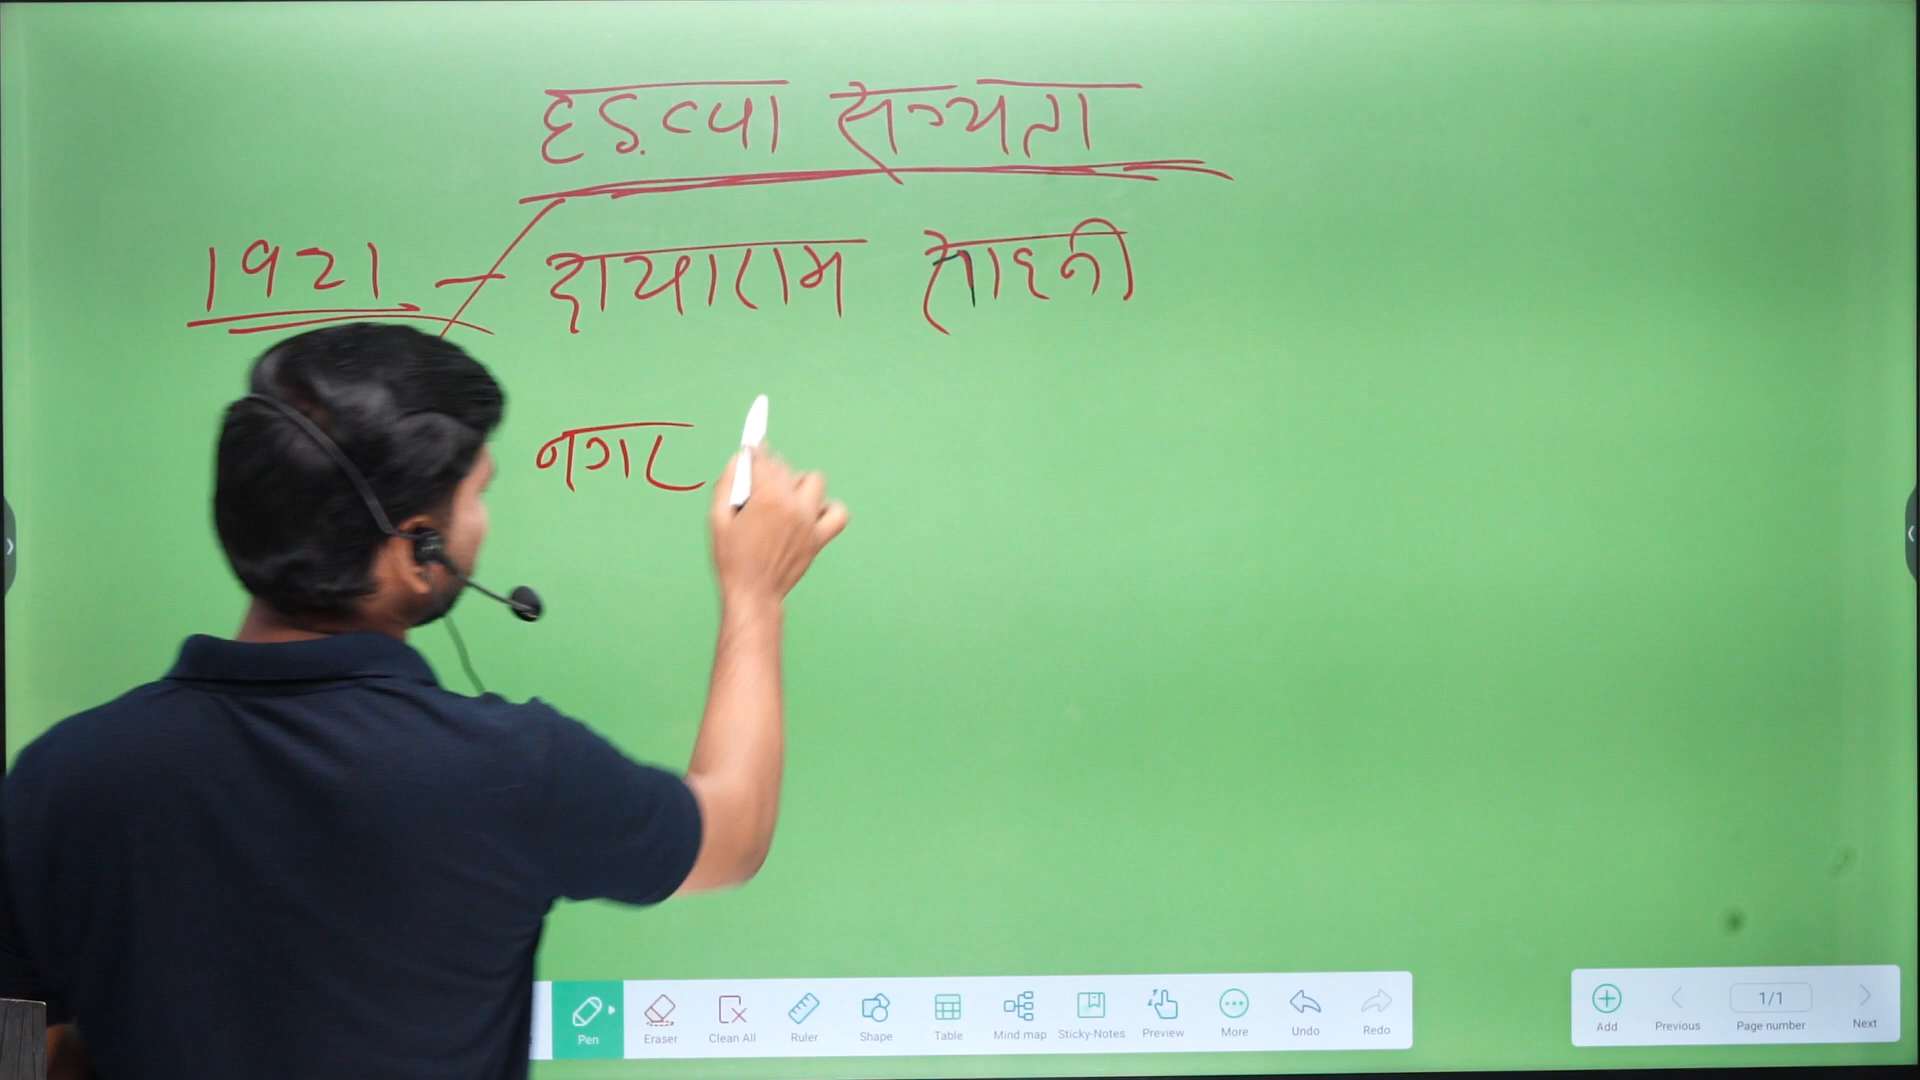 हड़प्पा सभ्यता
1921 - दयाराम साहनी
नगर
Pen
Eraser
Clean All
Ruler
Shape
Table
Mind map
Sticky-Notes
Preview
More
Undo
Redo
Add
Previous
1/1
Page number
Next